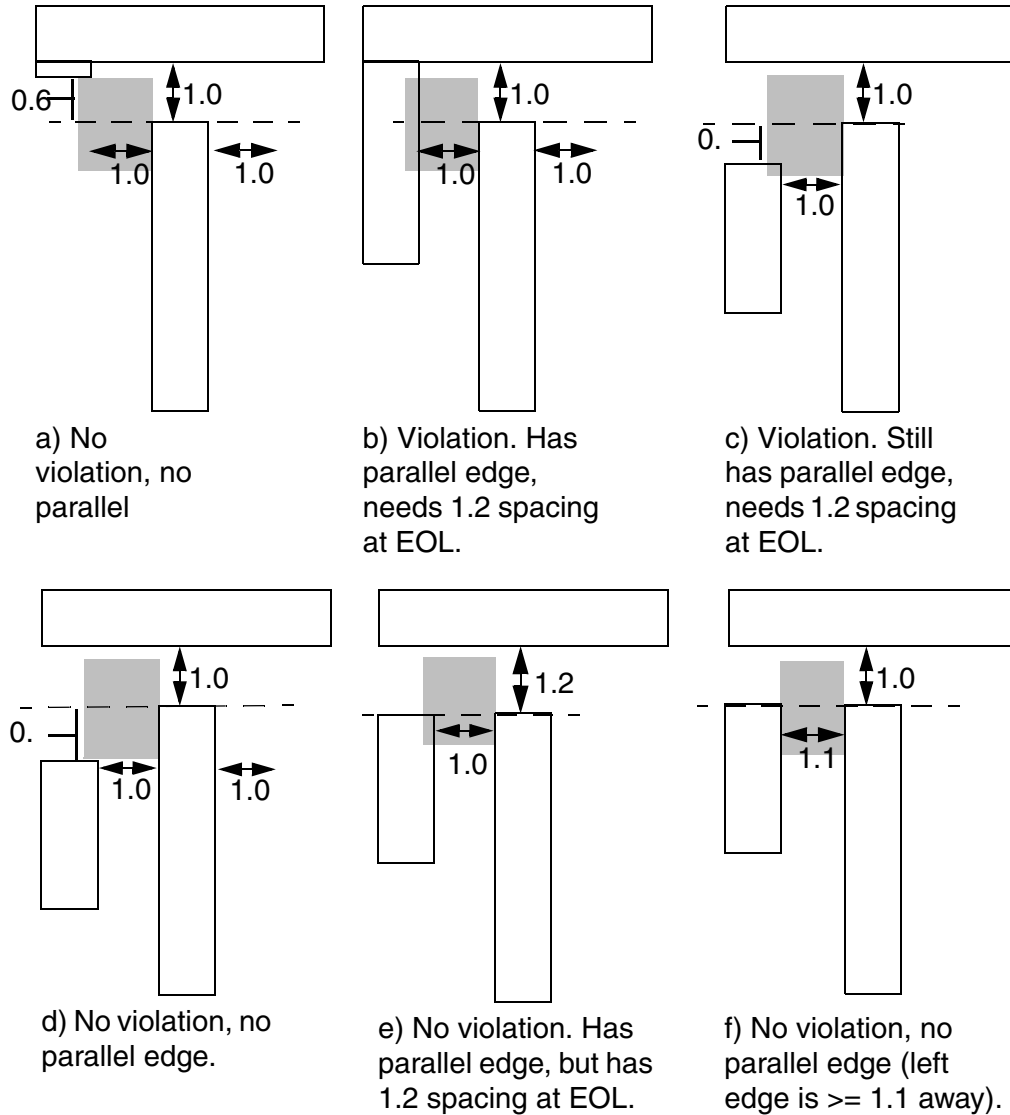 1.0
0.6
1.0
1.0
a) No
violation, no
parallel
1.0
1.0
1.0
b) Violation. Has
parallel edge,
needs 1.2 spacing
at EOL.
1.0
0.
1.0
c) Violation. Still
has parallel edge,
needs 1.2 spacing
at EOL.
1.0
0.
1.0
1.0
d) No violation, no
parallel edge.
1.2
1.0
e) No violation. Has
parallel edge, but has
1.2 spacing at EOL.
1.0
1.1
f) No violation, no
parallel edge (left
edge is >= 1.1 away).